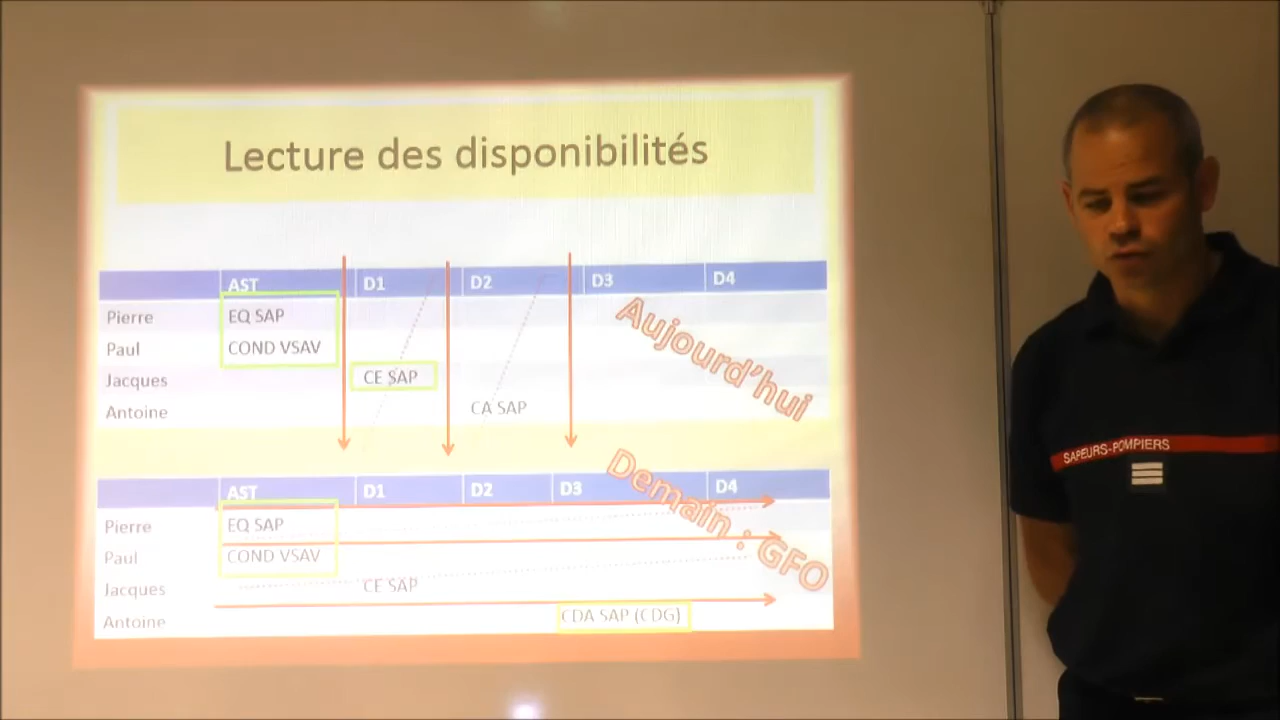 Lecture des disponibilités
AST D1 D2 D3 D4
Pierre EQ SAP
Paul COND VSAV
Jacques CE SAP
Antoine CA SAP
Aujourd'hui
AST D1 D2 D3 D4
Pierre EQ SAP
Paul COND VSAV
Jacques CE SAP
Antoine CDA SAP (CDG)
Demain : GFO
SAPEURS-POMPIERS